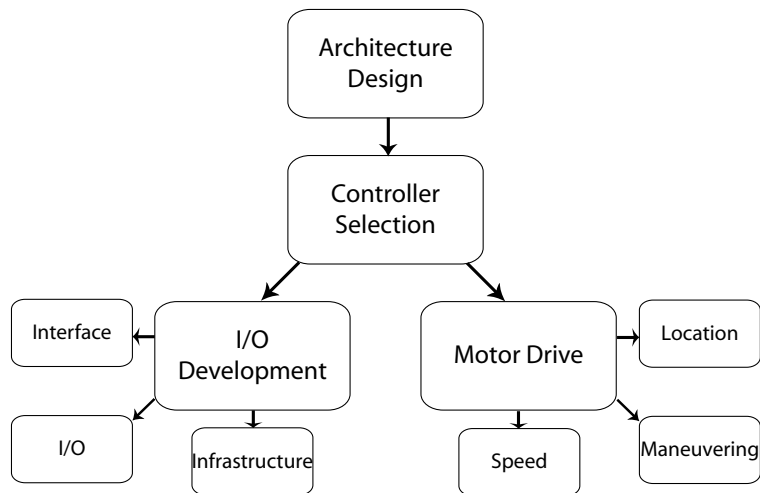 Architecture
Design
Controller
Selection
Interface
I/O
Development
Motor Drive
Location
I/O
Infrastructure
Speed
Maneuvering